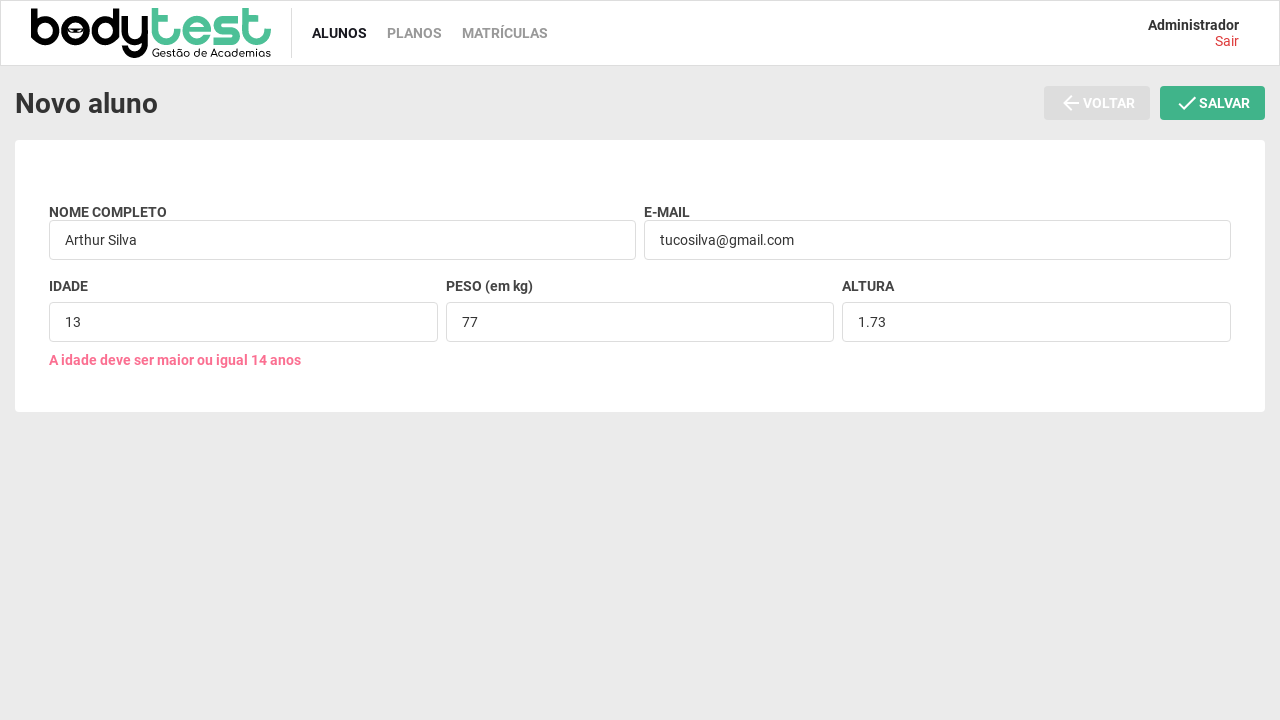 bodytest
Gestão de Academias
ALUNOS
PLANOS
MATRÍCULAS
Administrador
Sair
Novo aluno
VOLTAR
SALVAR
NOME COMPLETO
E-MAIL
Arthur Silva
tucosilva@gmail.com
IDADE
PESO (em kg)
ALTURA
13
77
1.73
A idade deve ser maior ou igual 14 anos